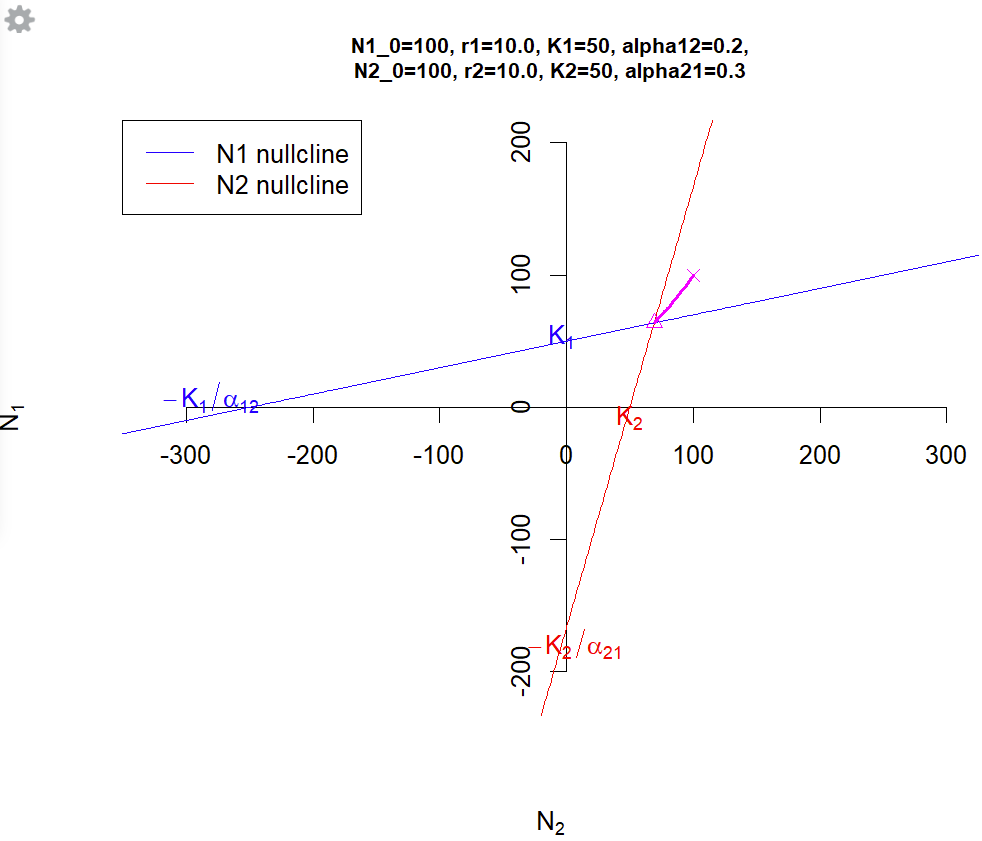 N1_0=100, r1=10.0, K1=50, alpha12=0.2,
N2_0=100, r2=10.0, K2=50, alpha21=0.3
N1 nullcline
N2 nullcline
200
100
K₁
−K₁/α₁₂
0
K₂
N₁
-300 -200 -100 0 100 200 300
-100
−K₂/α₂₁
-200
N₂